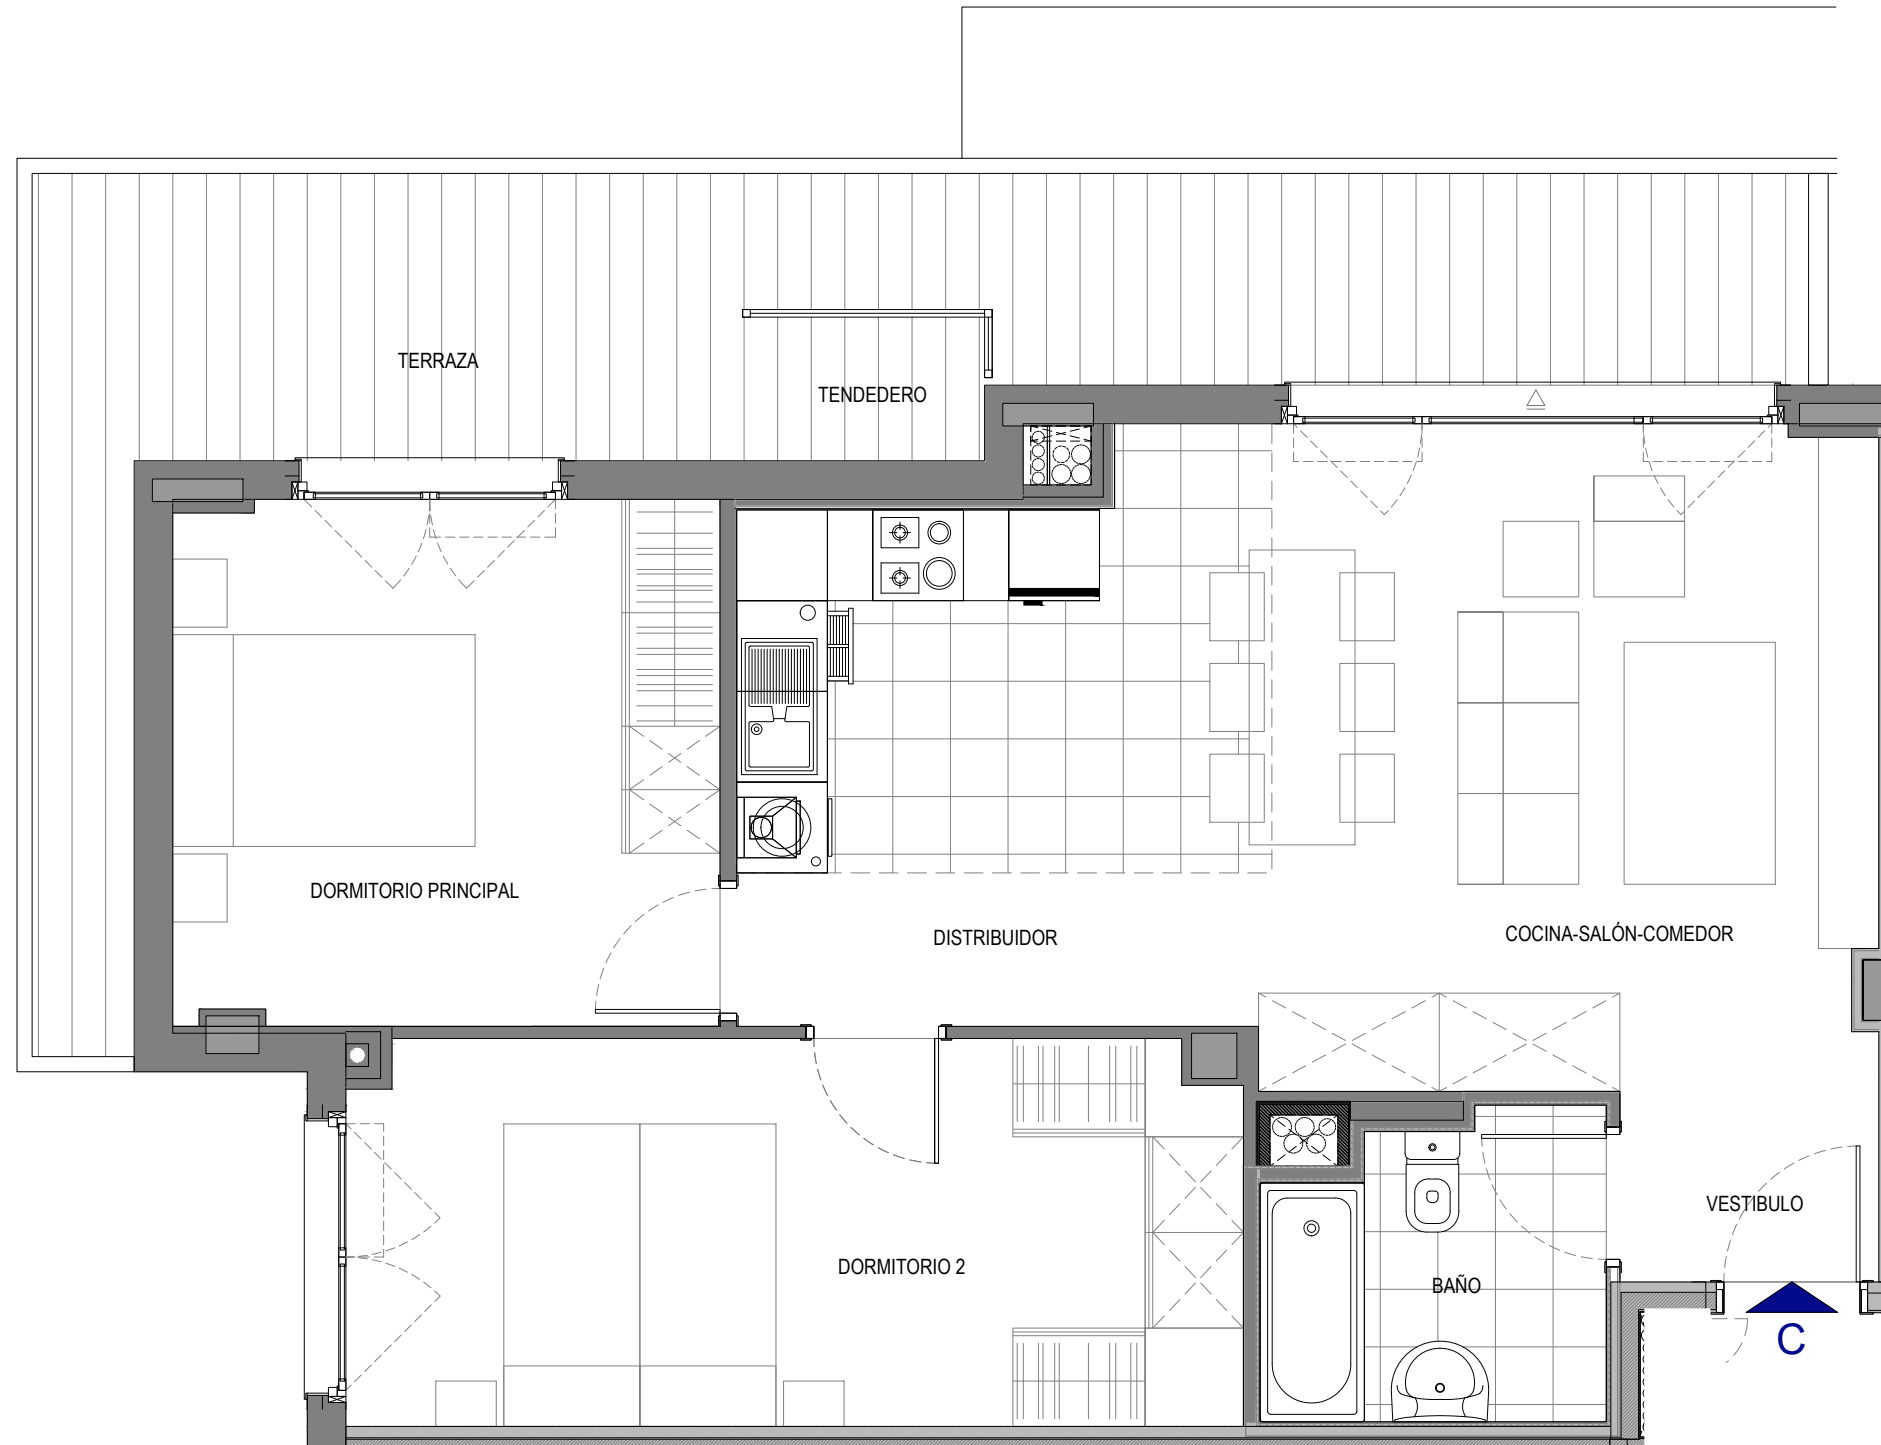 TERRAZA
TENDEDERO
DORMITORIO PRINCIPAL
DISTRIBUIDOR
COCINA-SALÓN-COMEDOR
VESTIBULO
DORMITORIO 2
BAÑO
C